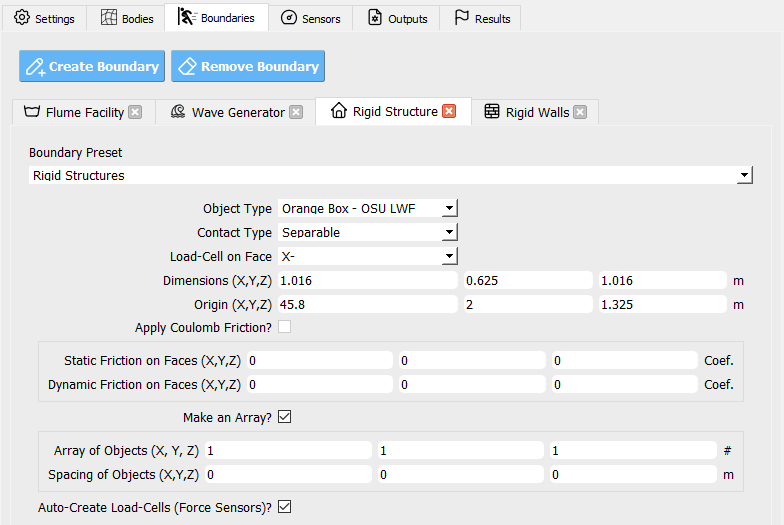 Settings Bodies Boundaries Sensors Outputs Results
Create Boundary Remove Boundary
Flume Facility Wave Generator Rigid Structure Rigid Walls
Boundary Preset
Rigid Structures
Object Type Orange Box - OSU LWF
Contact Type Separable
Load-Cell on Face X-
Dimensions (X,Y,Z) 1.016 0.625 1.016 m
Origin (X,Y,Z) 45.8 2 1.325 m
Apply Coulomb Friction?
Static Friction on Faces (X,Y,Z) 0 0 0 Coef.
Dynamic Friction on Faces (X,Y,Z) 0 0 0 Coef.
Make an Array?
Array of Objects (X, Y, Z) 1 1 1 #
Spacing of Objects (X,Y,Z) 0 0 0 m
Auto-Create Load-Cells (Force Sensors)?